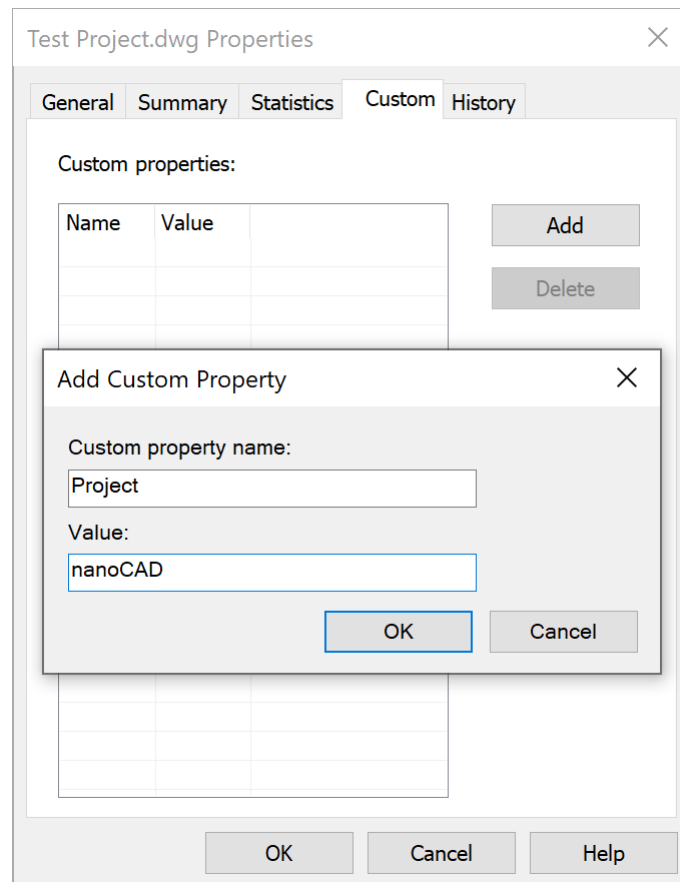 Test Project.dwg Properties
General Summary Statistics Custom History
Custom properties:
Name Value
Add
Delete
Add Custom Property
Custom property name:
Project
Value:
nanoCAD
OK Cancel
OK Cancel Help